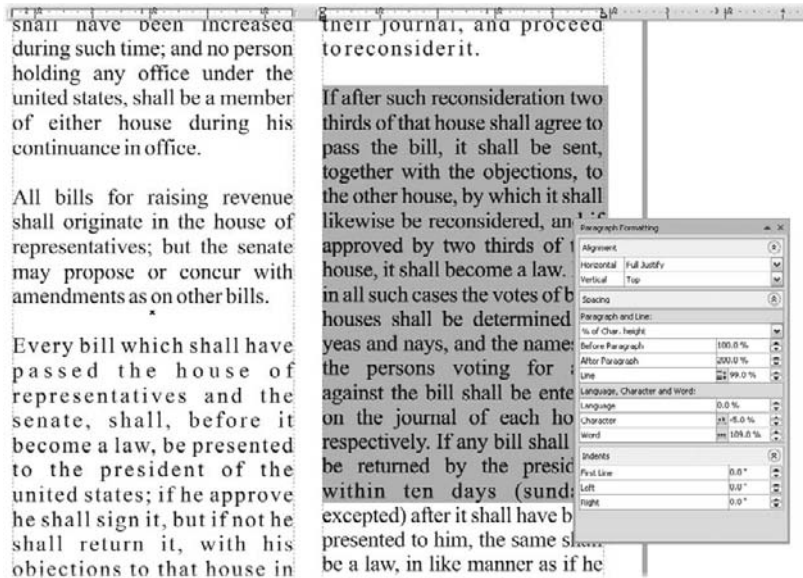 shall have been increased
during such time; and no person
holding any office under the
united states, shall be a member
of either house during his
continuance in office.
All bills for raising revenue
shall originate in the house of
representatives; but the senate
may propose or concur with
amendments as on other bills.
Every bill which shall have
passed the house of
representatives and the
senate, shall, before it
become a law, be presented
to the president of the
united states; if he approve
he shall sign it, but if not he
shall return it, with his
objections to that house in
their journal, and proceed
to reconsider it.
If after such reconsideration two
thirds of that house shall agree to
pass the bill, it shall be sent,
together with the objections, to
the other house, by which it shall
likewise be reconsidered, and if
approved by two thirds of
house, it shall become a law.
in all such cases the votes of b
houses shall be determined
yeas and nays, and the names
the persons voting for
against the bill shall be ente
on the journal of each ho
respectively. If any bill shall
be returned by the presid
within ten days (sund
excepted) after it shall have b
presented to him, the same shall
be a law, in like manner as if he
Paragraph Formatting
Alignment
Horizontal Full Justify
Vertical Top
Spacing
Paragraph and Line:
% of Char. height
Before Paragraph 100.0 %
After Paragraph 200.0 %
Line 99.0 %
Language, Character and Word:
Language 0.0 %
Character -5.0 %
Word 109.0 %
Indents
First Line 0.0 "
Left 0.0 "
Right 0.0 "